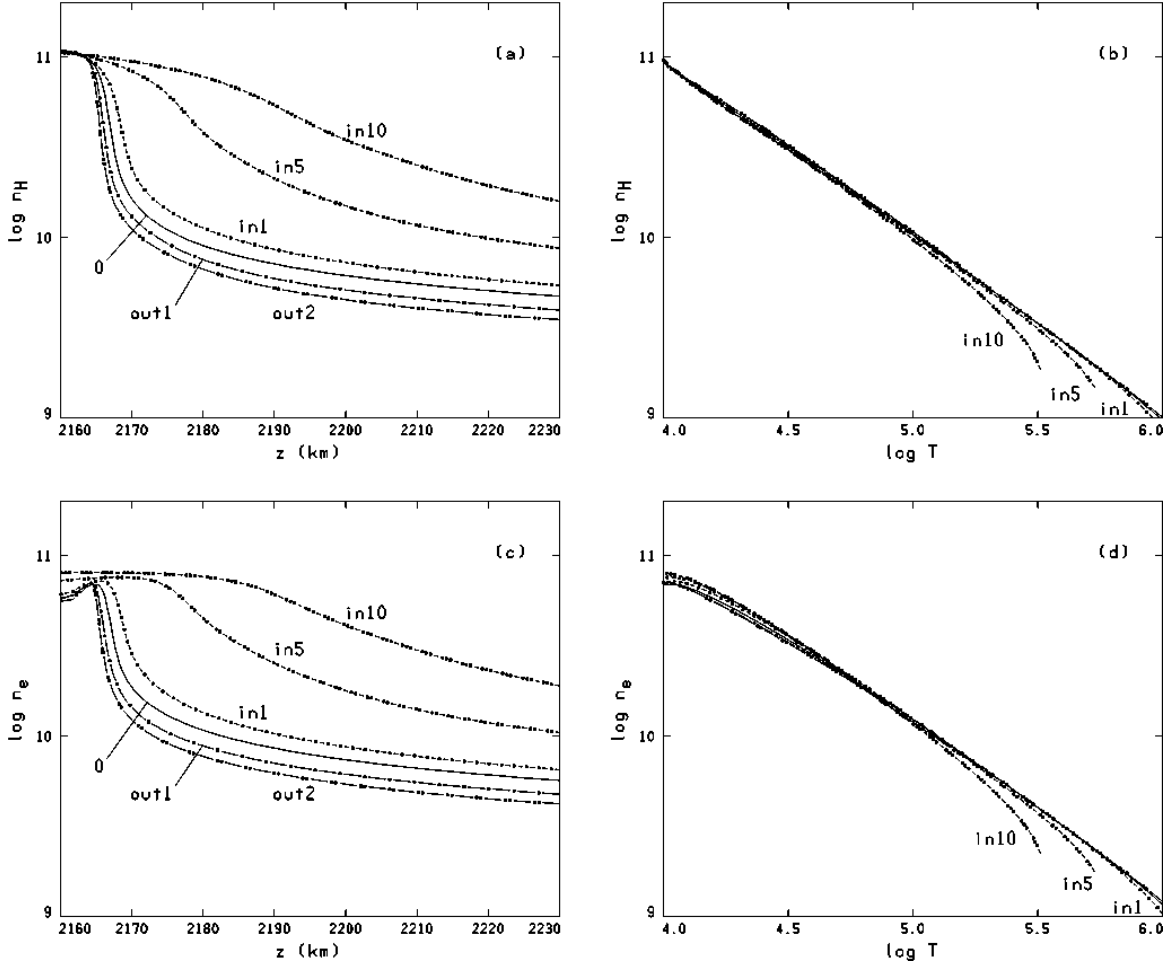 (a)
11
10
9
log n_H
in10
in5
in1
0
out1
out2
2160 2170 2180 2190 2200 2210 2220 2230
z (km)
(b)
11
10
9
log n_H
in10
in5
in1
4.0 4.5 5.0 5.5 6.0
log T
(c)
11
10
9
log n_e
in10
in5
in1
0
out1
out2
2160 2170 2180 2190 2200 2210 2220 2230
z (km)
(d)
11
10
9
log n_e
in10
in5
in1
4.0 4.5 5.0 5.5 6.0
log T